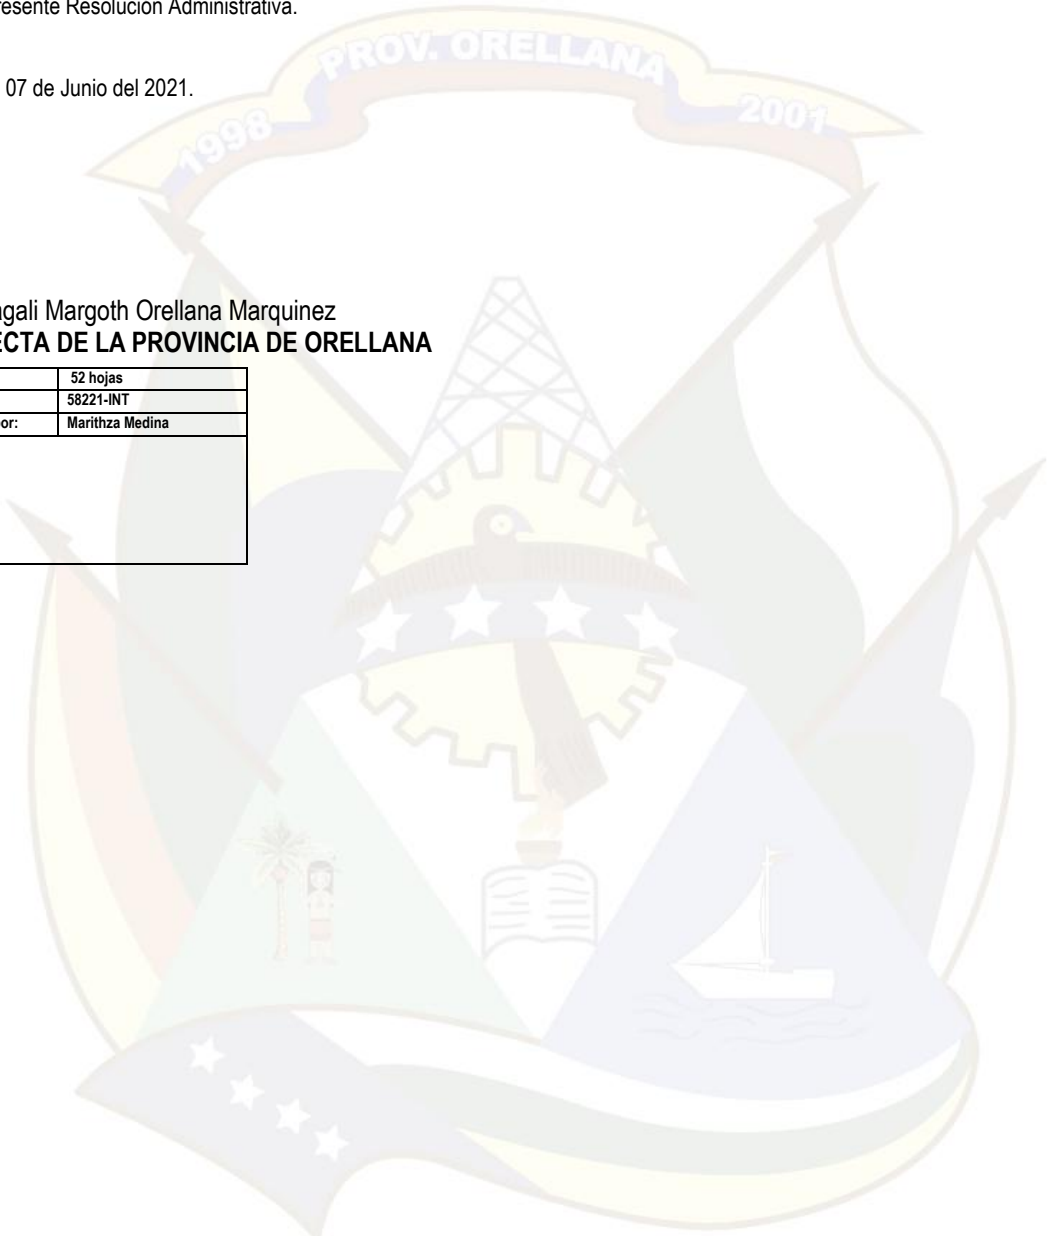 resente Resolución Administrativa.
07 de Junio del 2021.
PROV. ORELLANA
1998
2001
gali Margoth Orellana Marquinez
ECTA DE LA PROVINCIA DE ORELLANA
52 hojas
58221-INT
or: Marithza Medina